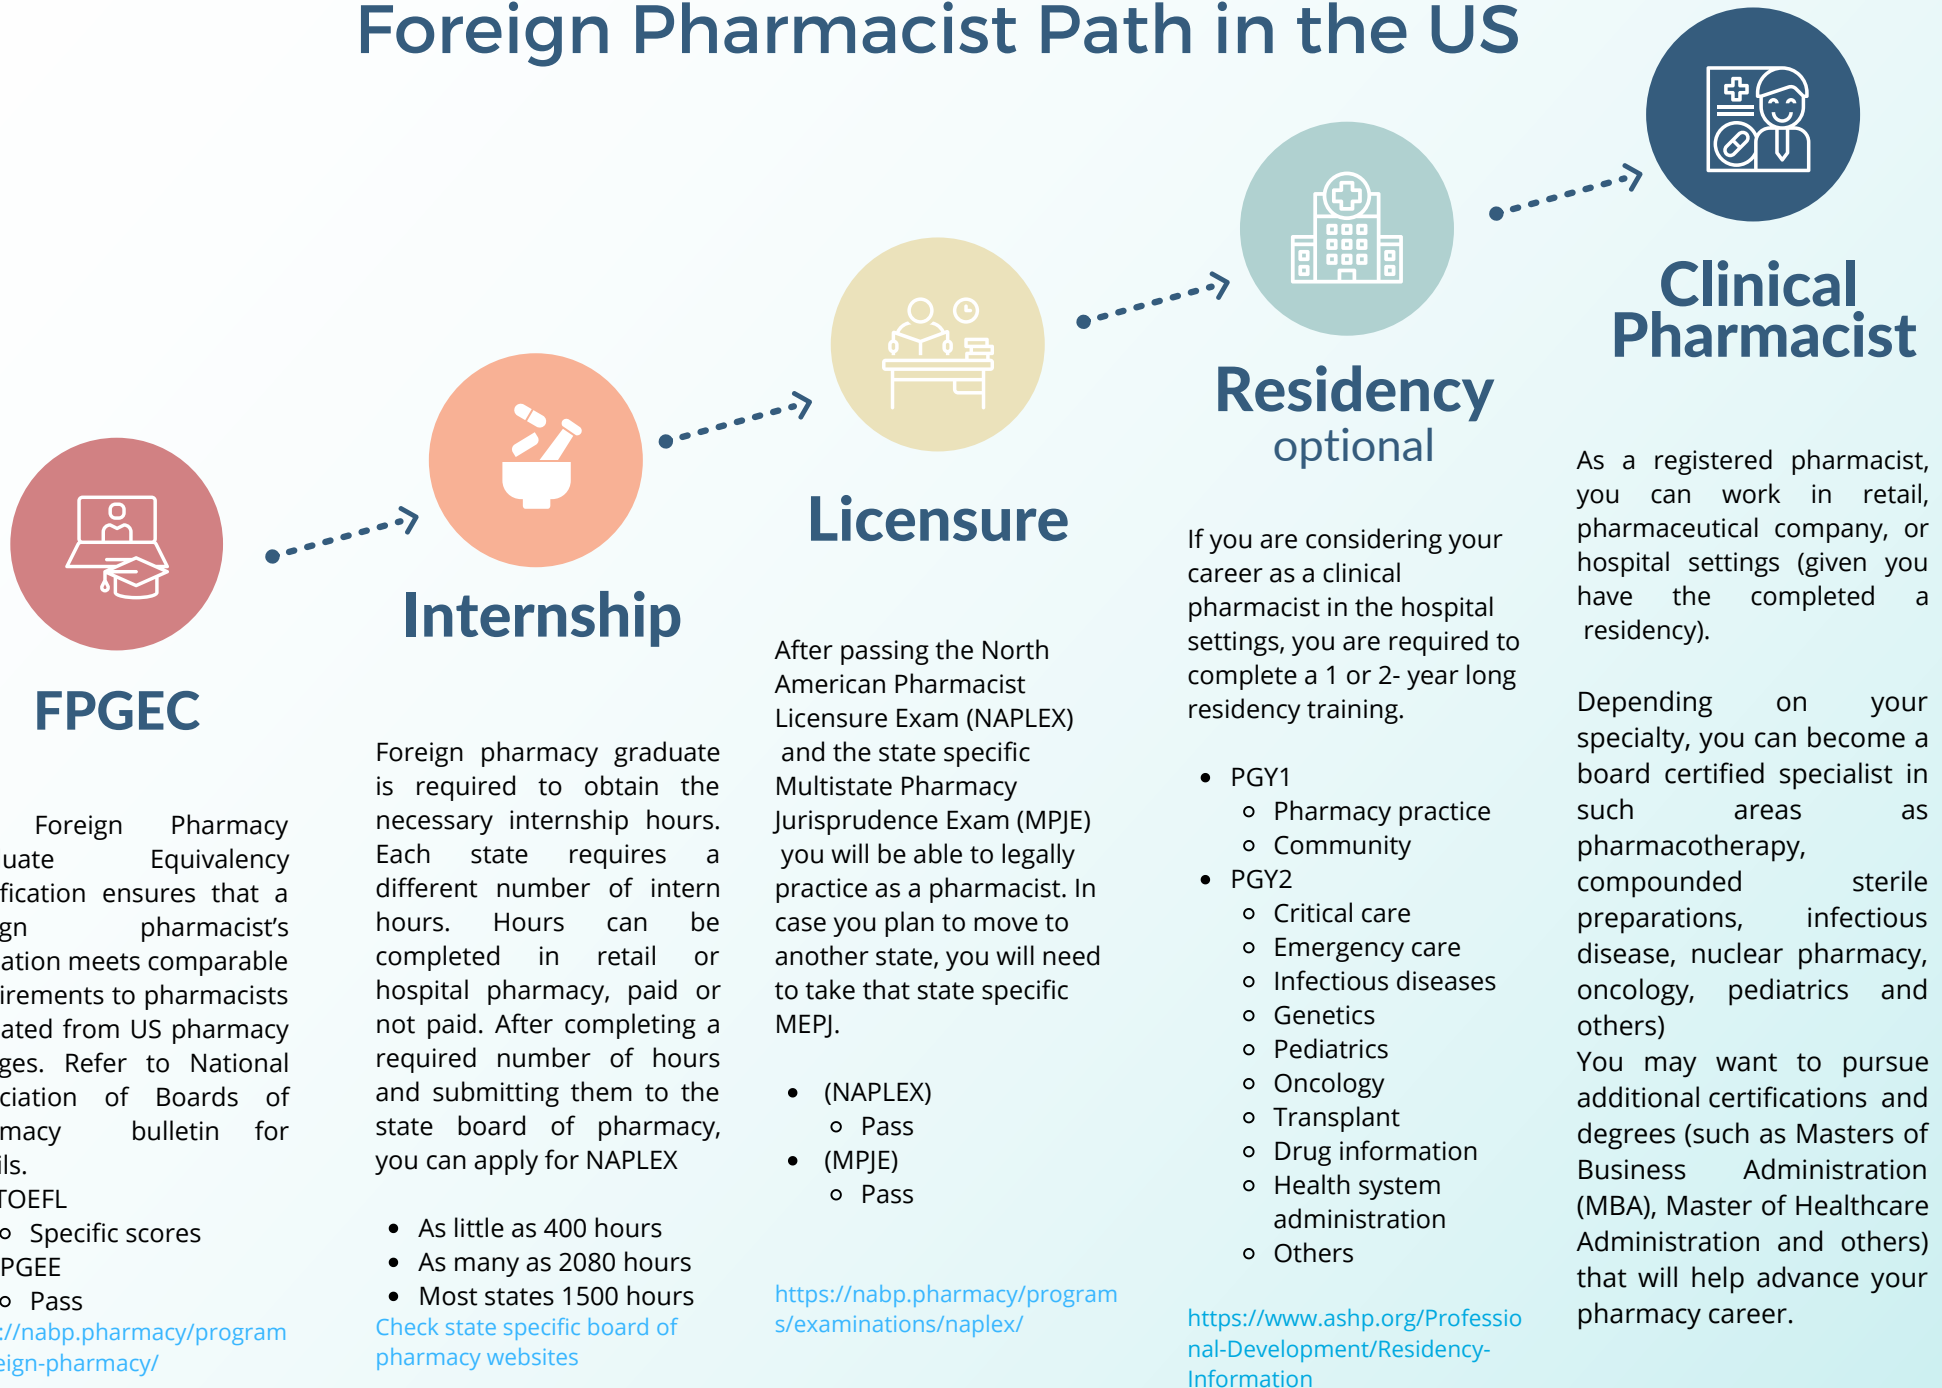 Foreign Pharmacist Path in the US
FPGEC
Foreign Pharmacy
uate Equivalency
ification ensures that a
gn pharmacist's
ation meets comparable
irements to pharmacists
ated from US pharmacy
ges. Refer to National
ciation of Boards of
macy bulletin for
ils.
TOEFL
Specific scores
PGEE
Pass
://nabp.pharmacy/program
eign-pharmacy/
Internship
Foreign pharmacy graduate
is required to obtain the
necessary internship hours.
Each state requires a
different number of intern
hours. Hours can be
completed in retail or
hospital pharmacy, paid or
not paid. After completing a
required number of hours
and submitting them to the
state board of pharmacy,
you can apply for NAPLEX
• As little as 400 hours
• As many as 2080 hours
• Most states 1500 hours
Check state specific board of
pharmacy websites
Licensure
After passing the North
American Pharmacist
Licensure Exam (NAPLEX)
and the state specific
Multistate Pharmacy
Jurisprudence Exam (MPJE)
you will be able to legally
practice as a pharmacist. In
case you plan to move to
another state, you will need
to take that state specific
MEPJ.
• (NAPLEX)
Pass
• (MPJE)
Pass
https://nabp.pharmacy/program
s/examinations/naplex/
Residency
optional
If you are considering your
career as a clinical
pharmacist in the hospital
settings, you are required to
complete a 1 or 2- year long
residency training.
• PGY1
Pharmacy practice
Community
• PGY2
Critical care
Emergency care
Infectious diseases
Genetics
Pediatrics
Oncology
Transplant
Drug information
Health system
administration
Others
https://www.ashp.org/Professio
nal-Development/Residency-
Information
Clinical
Pharmacist
As a registered pharmacist,
you can work in retail,
pharmaceutical company, or
hospital settings (given you
have the completed a
residency).
Depending on your
specialty, you can become a
board certified specialist in
such areas as
pharmacotherapy,
compounded sterile
preparations, infectious
disease, nuclear pharmacy,
oncology, pediatrics and
others)
You may want to pursue
additional certifications and
degrees (such as Masters of
Business Administration
(MBA), Master of Healthcare
Administration and others)
that will help advance your
pharmacy career.